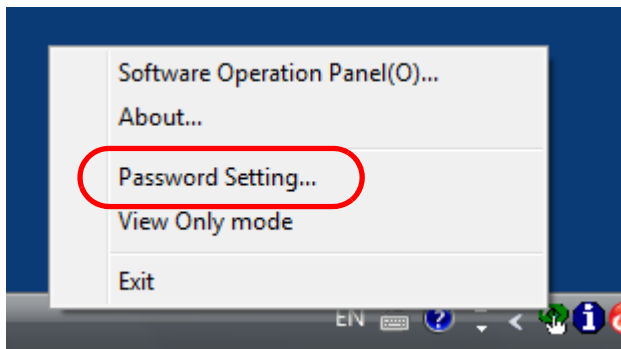 Software Operation Panel(O)...
About...
Password Setting...
View Only mode
Exit
EN ? < i